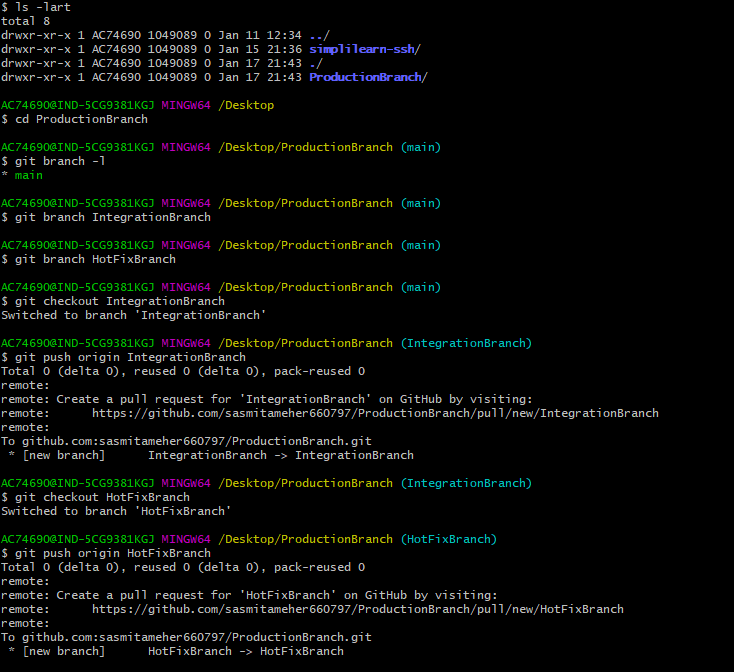 $ ls -lart
total 8
drwxr-xr-x 1 AC74690 1049089 0 Jan 11 12:34 ../
drwxr-xr-x 1 AC74690 1049089 0 Jan 15 21:36 simplilearn-ssh/
drwxr-xr-x 1 AC74690 1049089 0 Jan 17 21:43 ./
drwxr-xr-x 1 AC74690 1049089 0 Jan 17 21:43 ProductionBranch/
AC74690@IND-5CG9381KGJ MINGW64 /Desktop
$ cd ProductionBranch
AC74690@IND-5CG9381KGJ MINGW64 /Desktop/ProductionBranch (main)
$ git branch -l
* main
AC74690@IND-5CG9381KGJ MINGW64 /Desktop/ProductionBranch (main)
$ git branch IntegrationBranch
AC74690@IND-5CG9381KGJ MINGW64 /Desktop/ProductionBranch (main)
$ git branch HotFixBranch
AC74690@IND-5CG9381KGJ MINGW64 /Desktop/ProductionBranch (main)
$ git checkout IntegrationBranch
Switched to branch 'IntegrationBranch'
AC74690@IND-5CG9381KGJ MINGW64 /Desktop/ProductionBranch (IntegrationBranch)
$ git push origin IntegrationBranch
Total 0 (delta 0), reused 0 (delta 0), pack-reused 0
remote:
remote: Create a pull request for 'IntegrationBranch' on GitHub by visiting:
remote:      https://github.com/sasmitameher660797/ProductionBranch/pull/new/IntegrationBranch
remote:
To github.com:sasmitameher660797/ProductionBranch.git
 * [new branch]      IntegrationBranch -> IntegrationBranch
AC74690@IND-5CG9381KGJ MINGW64 /Desktop/ProductionBranch (IntegrationBranch)
$ git checkout HotFixBranch
Switched to branch 'HotFixBranch'
AC74690@IND-5CG9381KGJ MINGW64 /Desktop/ProductionBranch (HotFixBranch)
$ git push origin HotFixBranch
Total 0 (delta 0), reused 0 (delta 0), pack-reused 0
remote:
remote: Create a pull request for 'HotFixBranch' on GitHub by visiting:
remote:      https://github.com/sasmitameher660797/ProductionBranch/pull/new/HotFixBranch
remote:
To github.com:sasmitameher660797/ProductionBranch.git
 * [new branch]      HotFixBranch -> HotFixBranch